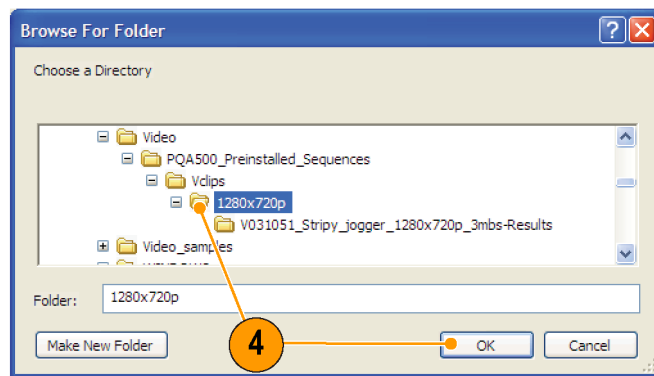 Browse For Folder
Choose a Directory
Video
PQA500_Preinstalled_Sequences
Vclips
1280x720p
V031051_Stripy_jogger_1280x720p_3mbs-Results
Video_samples
Folder: 1280x720p
Make New Folder 4 OK Cancel